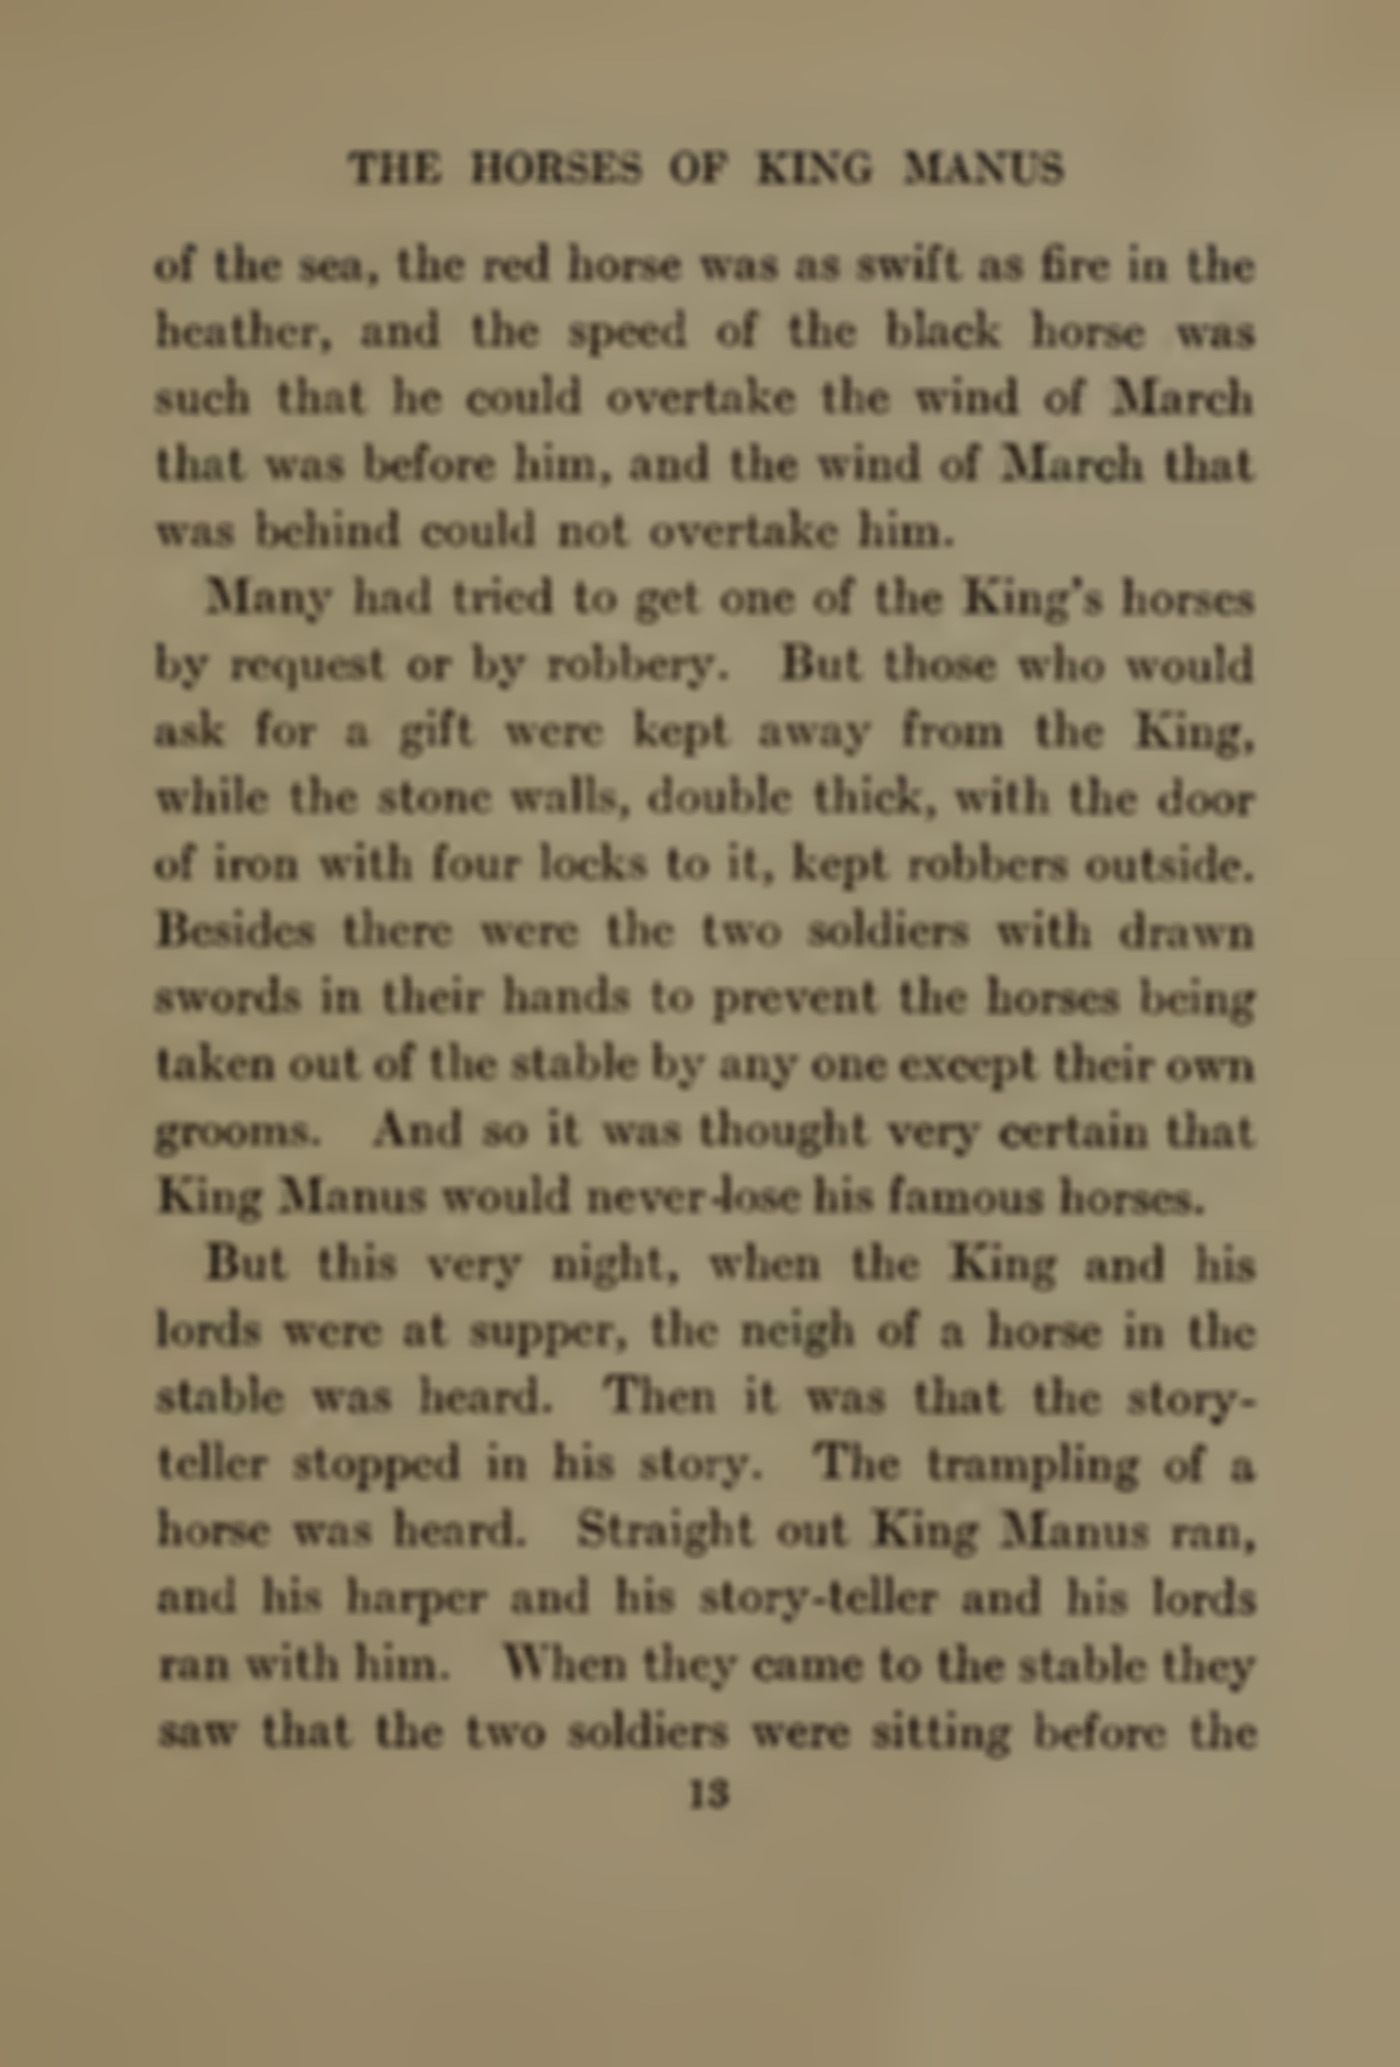 THE HORSES OF KING MANUS
of the sea, the red horse was as swift as fire in the
heather, and the speed of the black horse was
such that he could overtake the wind of March
that was before him, and the wind of March that
was behind could not overtake him.
Many had tried to get one of the King's horses
by request or by robbery. But those who would
ask for a gift were kept away from the King,
while the stone walls, double thick, with the door
of iron with four locks to it, kept robbers outside.
Besides there were the two soldiers with drawn
swords in their hands to prevent the horses being
taken out of the stable by any one except their own
grooms. And so it was thought very certain that
King Manus would never-lose his famous horses.
But this very night, when the King and his
lords were at supper, the neigh of a horse in the
stable was heard. Then it was that the story-
teller stopped in his story. The trampling of a
horse was heard. Straight out King Manus ran,
and his harper and his story-teller and his lords
ran with him. When they came to the stable they
saw that the two soldiers were sitting before the
13